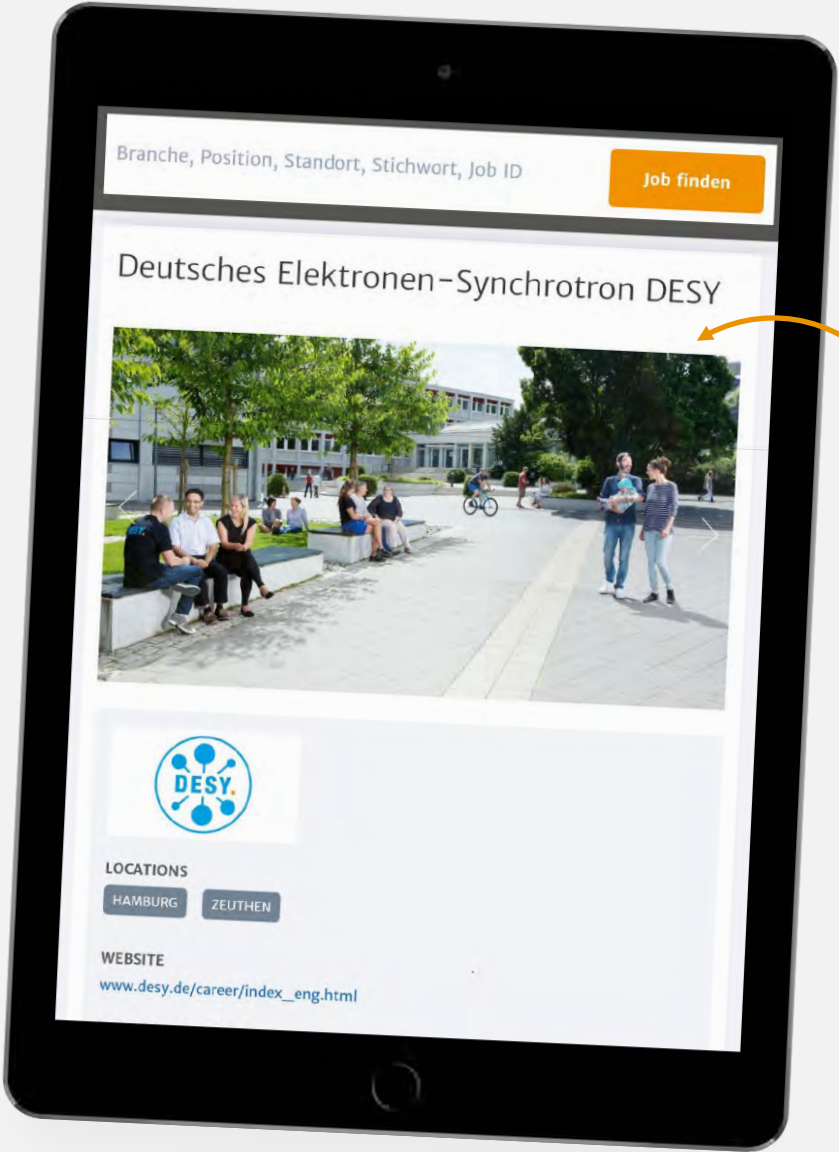 Branche, Position, Standort, Stichwort, Job ID
Job finden
Deutsches Elektronen-Synchrotron DESY
DESY.
DESY.
LOCATIONS
HAMBURG
ZEUTHEN
WEBSITE
www.desy.de/career/index_eng.html